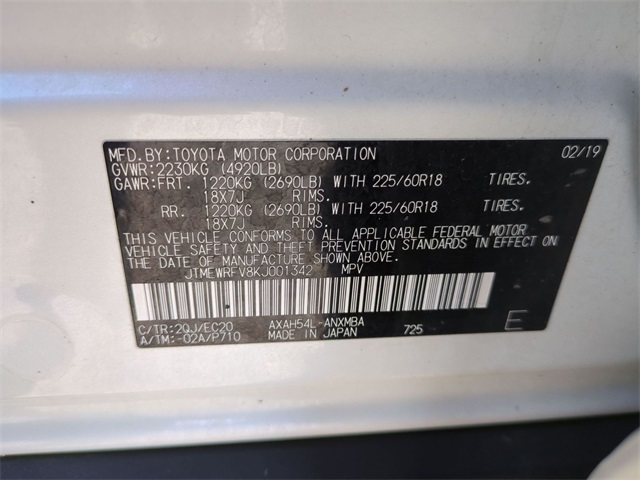 MFD.BY:TOYOTA MOTOR CORPORATION 02/19
GVWR:2230KG (4920LB)
GAWR:FRT. 1220KG (2690LB) WITH 225/60R18 TIRES.
18X7J RIMS.
RR. 1220KG (2690LB) WITH 225/60R18 TIRES.
18X7J RIMS.
THIS VEHICLE CONFORMS TO ALL APPLICABLE FEDERAL MOTOR
VEHICLE SAFETY AND THEFT PREVENTION STANDARDS IN EFFECT ON
THE DATE OF MANUFACTURE SHOWN ABOVE.
JTMEWRFV8KJ001342 MPV
C/TR:2QJ/EC20 AXAH54L-ANXMBA
A/TM:-02A/P710 MADE IN JAPAN 725 E